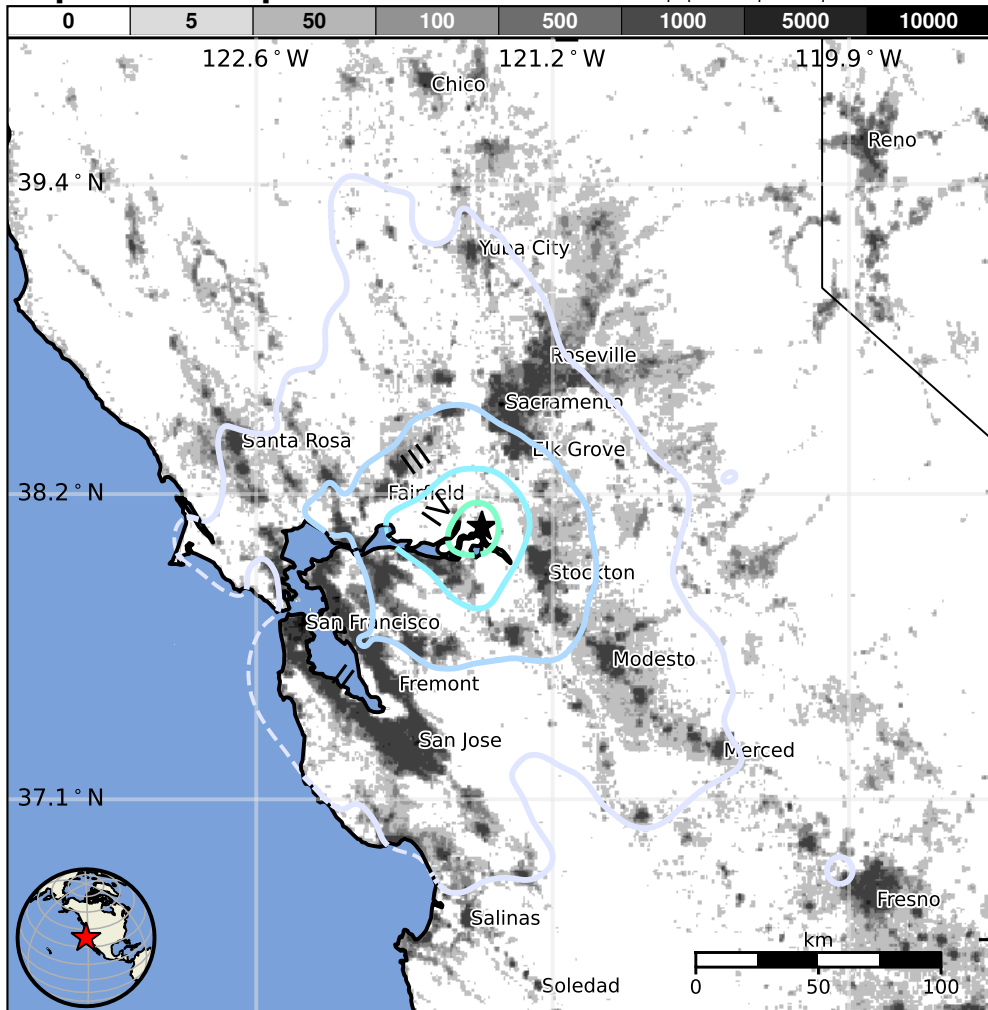 0 5 50 100 500 1000 5000 10000
122.6°W 121.2°W 119.9°W
Chico
Reno
39.4°N
Yuba City
Roseville
Sacramento
Santa Rosa
Elk Grove
III
38.2°N
Fairfield
IV
Stockton
San Francisco
Modesto
II
Fremont
San Jose
Merced
37.1°N
Fresno
Salinas
km
0 50 100
Soledad